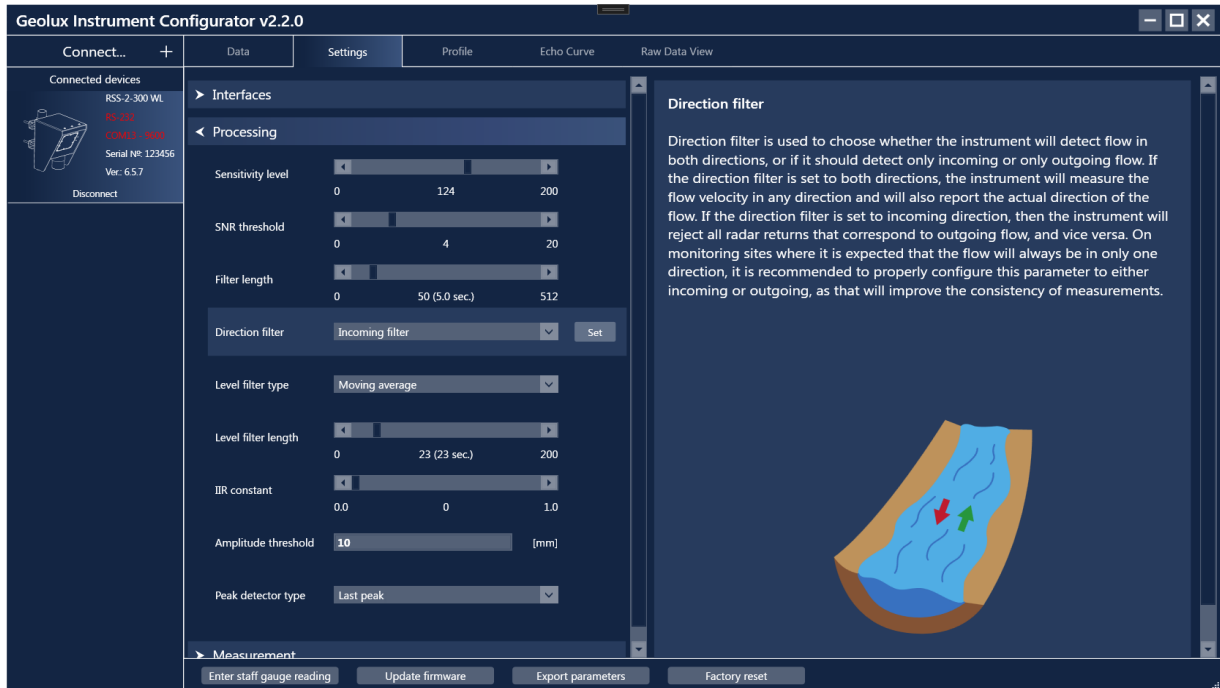 Geolux Instrument Configurator v2.2.0
Connect... +
Data Settings Profile Echo Curve Raw Data View
Connected devices
RSS-2-300 WL
RS-232
Serial Nº: 123456
Ver.: 6.5.7
Disconnect
Interfaces
Processing
Sensitivity level
0 124 200
SNR threshold
0 4 20
Filter length
0 50 (5.0 sec.) 512
Direction filter Incoming filter Set
Level filter type Moving average
Level filter length
0 23 (23 sec.) 200
IIR constant
0.0 0 1.0
Amplitude threshold 10 [mm]
Peak detector type Last peak
Measurement
Direction filter
Direction filter is used to choose whether the instrument will detect flow in
both directions, or if it should detect only incoming or only outgoing flow. If
the direction filter is set to both directions, the instrument will measure the
flow velocity in any direction and will also report the actual direction of the
flow. If the direction filter is set to incoming direction, then the instrument will
reject all radar returns that correspond to outgoing flow, and vice versa. On
monitoring sites where it is expected that the flow will always be in only one
direction, it is recommended to properly configure this parameter to either
incoming or outgoing, as that will improve the consistency of measurements.
Enter staff gauge reading Update firmware Export parameters Factory reset